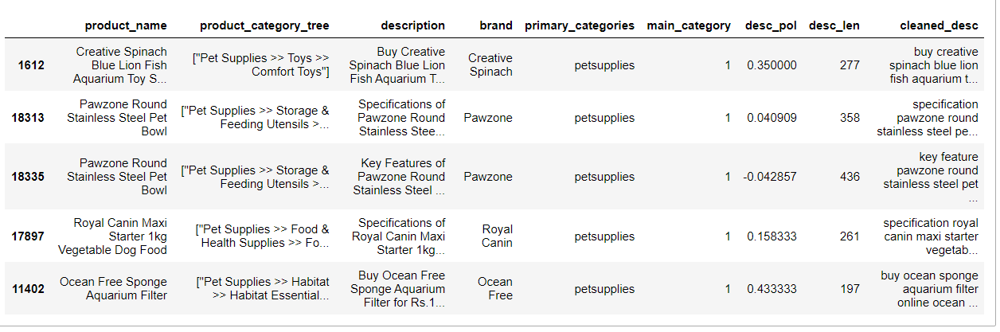 product_name product_category_tree description brand primary_categories main_category desc_pol desc_len cleaned_desc
1612 Creative Spinach Blue Lion Fish Aquarium Toy S... ["Pet Supplies >> Toys >> Comfort Toys"] Buy Creative Spinach Blue Lion Fish Aquarium T... Creative Spinach petsupplies 1 0.350000 277 buy creative spinach blue lion fish aquarium t...
18313 Pawzone Round Stainless Steel Pet Bowl ["Pet Supplies >> Storage & Feeding Utensils >... Specifications of Pawzone Round Stainless Stee... Pawzone petsupplies 1 0.040909 358 specification pawzone round stainless steel pe...
18335 Pawzone Round Stainless Steel Pet Bowl ["Pet Supplies >> Storage & Feeding Utensils >... Key Features of Pawzone Round Stainless Steel ... Pawzone petsupplies 1 -0.042857 436 key feature pawzone round stainless steel pet ...
17897 Royal Canin Maxi Starter 1kg Vegetable Dog Food ["Pet Supplies >> Food & Health Supplies >> Fo... Specifications of Royal Canin Maxi Starter 1kg... Royal Canin petsupplies 1 0.158333 261 specification royal canin maxi starter vegetab...
11402 Ocean Free Sponge Aquarium Filter ["Pet Supplies >> Habitat >> Habitat Essential... Buy Ocean Free Sponge Aquarium Filter for Rs.1... Ocean Free petsupplies 1 0.433333 197 buy ocean sponge aquarium filter online ocean ...